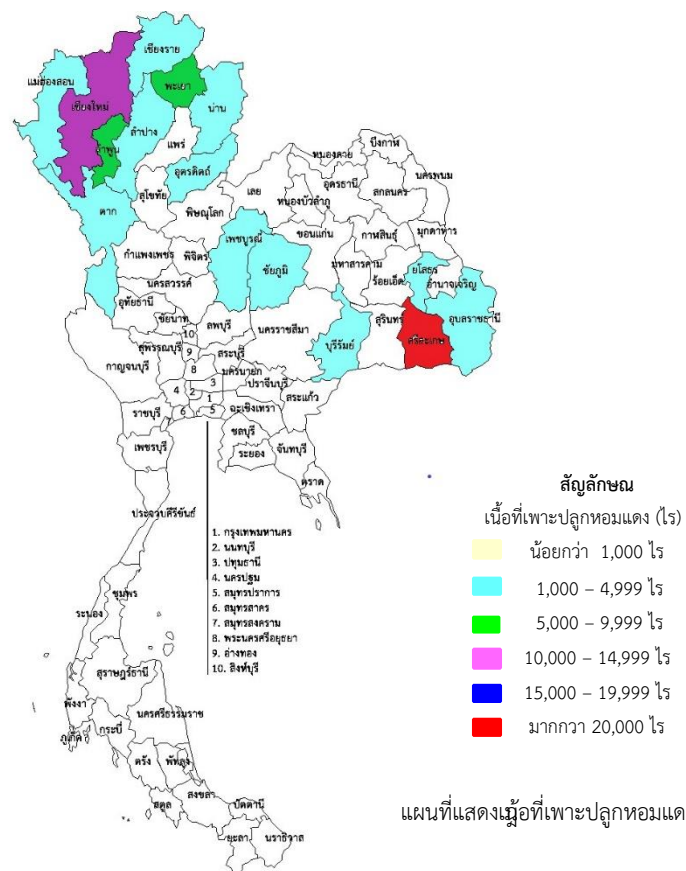 เชียงราย
แม่ฮ่องสอน
พะเยา
เชียงใหม่
น่าน
ลำปาง
แพร่
ลำพูน
อุตรดิตถ์
สุโขทัย
ตาก
พิษณุโลก
เลย
หนองคาย
บึงกาฬ
อุดรธานี
นครพนม
สกลนคร
หนองบัวลำภู
ขอนแก่น
กาฬสินธุ์
มุกดาหาร
เพชรบูรณ์
กำแพงเพชร
พิจิตร
ชัยภูมิ
มหาสารคาม
ร้อยเอ็ด
ยโสธร
อำนาจเจริญ
นครสวรรค์
อุทัยธานี
ชัยนาท
ลพบุรี
นครราชสีมา
บุรีรัมย์
สุรินทร์
ศรีสะเกษ
อุบลราชธานี
10
สุพรรณบุรี
9
สระบุรี
กาญจนบุรี
8
นครนายก
ปราจีนบุรี
3
4
2
1
สระแก้ว
ราชบุรี
6
5
ฉะเชิงเทรา
ชลบุรี
เพชรบุรี
ระยอง
จันทบุรี
ตราด
ประจวบคีรีขันธ์
1. กรุงเทพมหานคร
2. นนทบุรี
3. ปทุมธานี
4. นครปฐม
5. สมุทรปราการ
6. สมุทรสาคร
7. สมุทรสงคราม
8. พระนครศรีอยุธยา
9. อ่างทอง
10. สิงห์บุรี
ชุมพร
ระนอง
สุราษฎร์ธานี
พังงา
นครศรีธรรมราช
กระบี่
ภูเก็ต
ตรัง
พัทลุง
สงขลา
สตูล
ปัตตานี
ยะลา
นราธิวาส
สัญลักษณ
เนื้อที่เพาะปลูกหอมแดง (ไร่)
น้อยกว่า 1,000 ไร่
1,000 – 4,999 ไร่
5,000 – 9,999 ไร่
10,000 – 14,999 ไร่
15,000 – 19,999 ไร่
มากกวา 20,000 ไร่
แผนที่แสดงเนื้อที่เพาะปลูกหอมแด